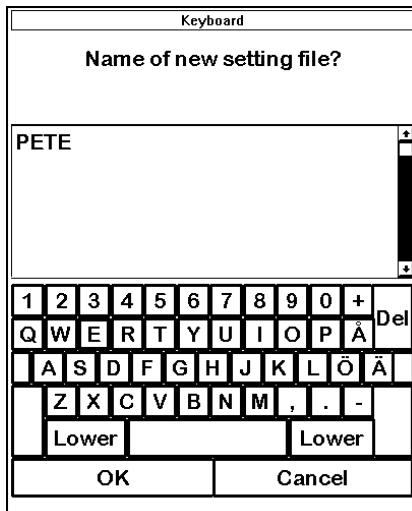 Keyboard
Name of new setting file?
PETE
1 2 3 4 5 6 7 8 9 0 + Del
Q W E R T Y U I O P Å
A S D F G H J K L Ö Ä
Z X C V B N M , . -
Lower Lower
OK Cancel